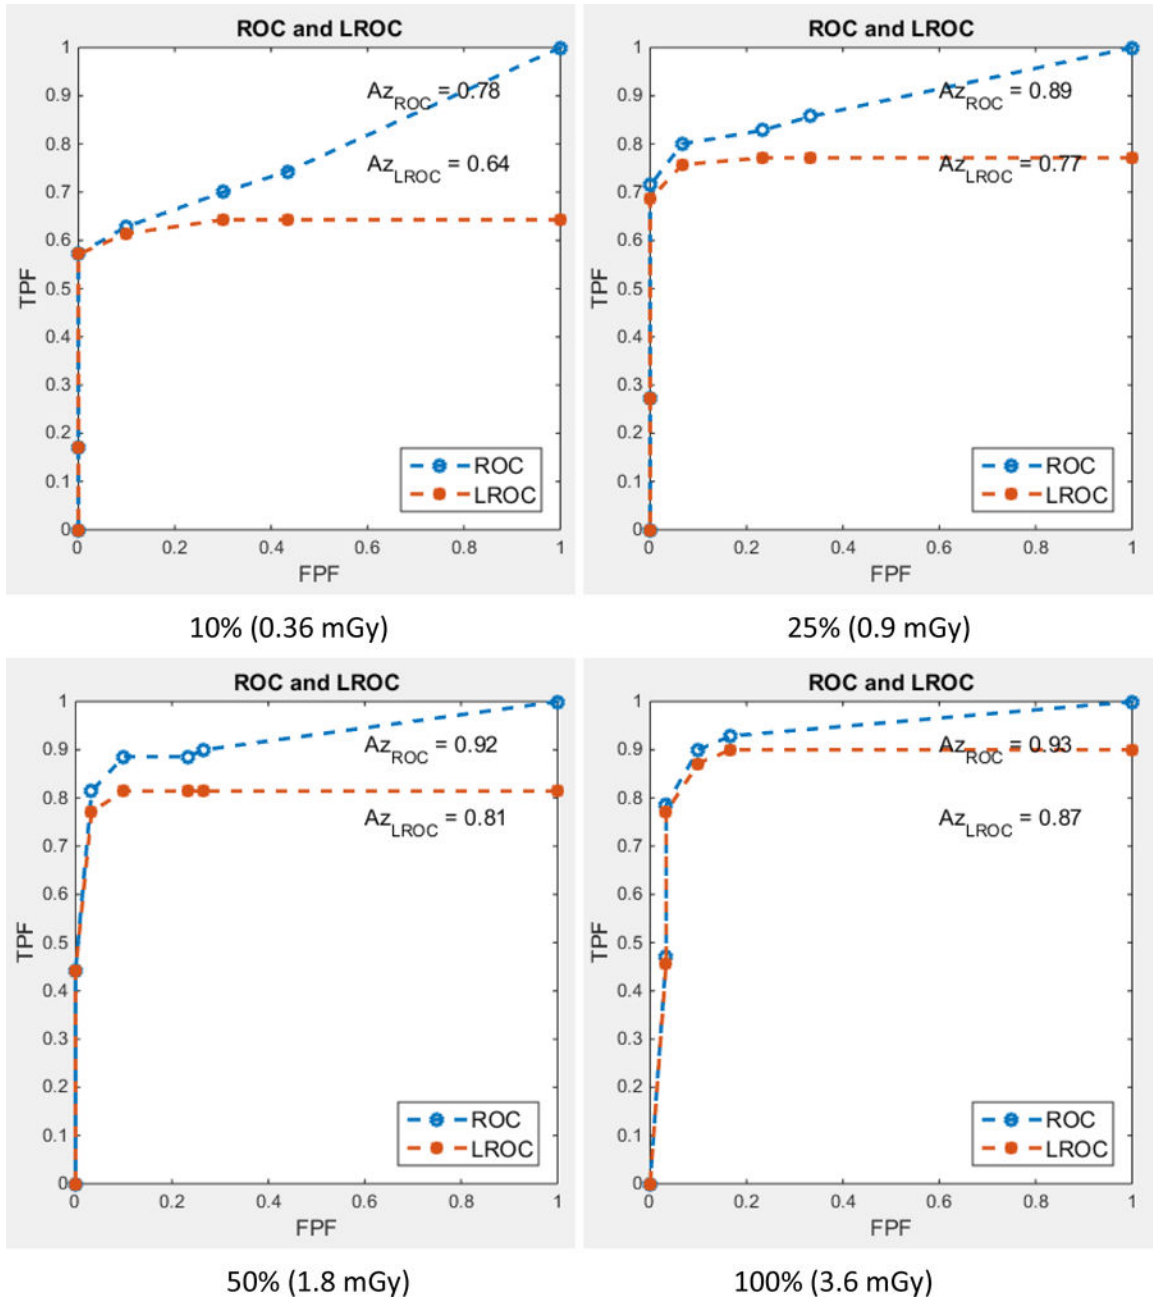 ROC and LROC
1
0.9
0.8
0.7
0.6
0.5
0.4
0.3
0.2
0.1
0
TPF
Az_ROC = 0.78
Az_LROC = 0.64
ROC
LROC
0 0.2 0.4 0.6 0.8 1
FPF
10% (0.36 mGy)
ROC and LROC
1
0.9
0.8
0.7
0.6
0.5
0.4
0.3
0.2
0.1
0
TPF
Az_ROC = 0.89
Az_LROC = 0.77
ROC
LROC
0 0.2 0.4 0.6 0.8 1
FPF
25% (0.9 mGy)
ROC and LROC
1
0.9
0.8
0.7
0.6
0.5
0.4
0.3
0.2
0.1
0
TPF
Az_ROC = 0.92
Az_LROC = 0.81
ROC
LROC
0 0.2 0.4 0.6 0.8 1
FPF
50% (1.8 mGy)
ROC and LROC
1
0.9
0.8
0.7
0.6
0.5
0.4
0.3
0.2
0.1
0
TPF
Az_ROC = 0.93
Az_LROC = 0.87
ROC
LROC
0 0.2 0.4 0.6 0.8 1
FPF
100% (3.6 mGy)